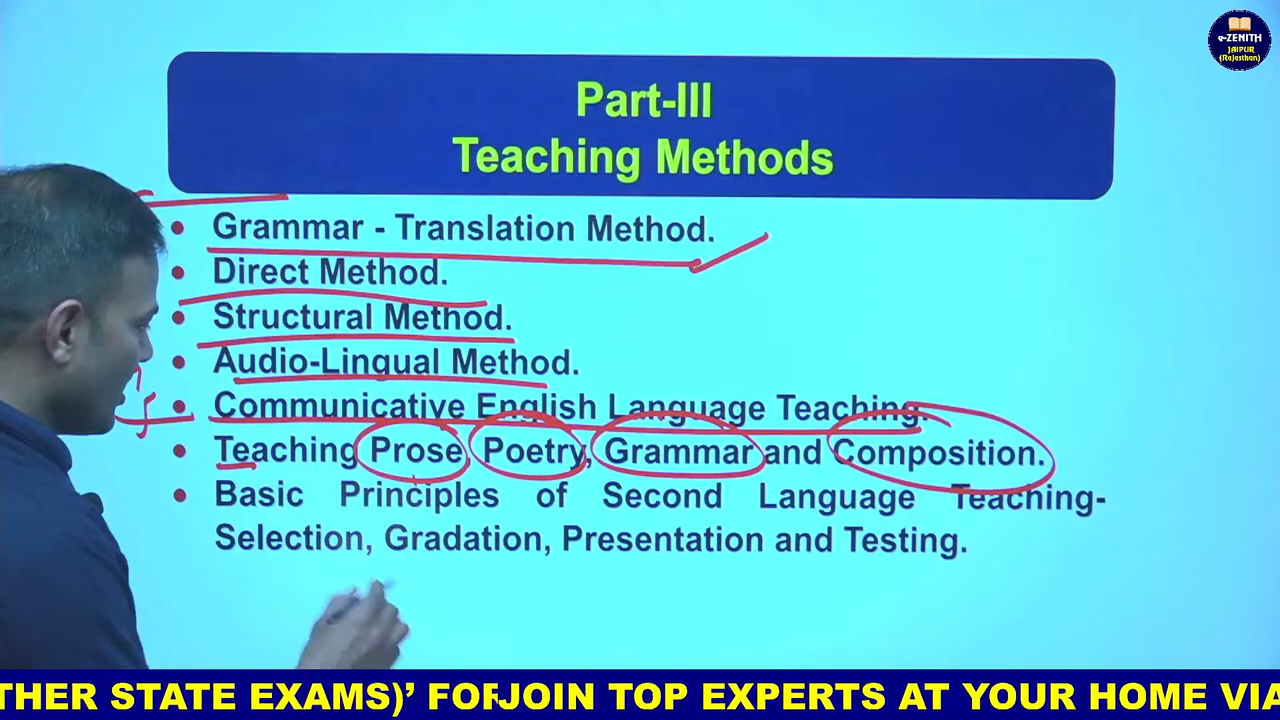 e-ZENITH
JAIPUR
(Rajasthan)
Part-III
Teaching Methods
• Grammar - Translation Method.
• Direct Method.
• Structural Method.
• Audio-Lingual Method.
• Communicative English Language Teaching.
• Teaching Prose, Poetry, Grammar and Composition.
• Basic Principles of Second Language Teaching-
Selection, Gradation, Presentation and Testing.
THER STATE EXAMS)’ FOR JOIN TOP EXPERTS AT YOUR HOME VIA